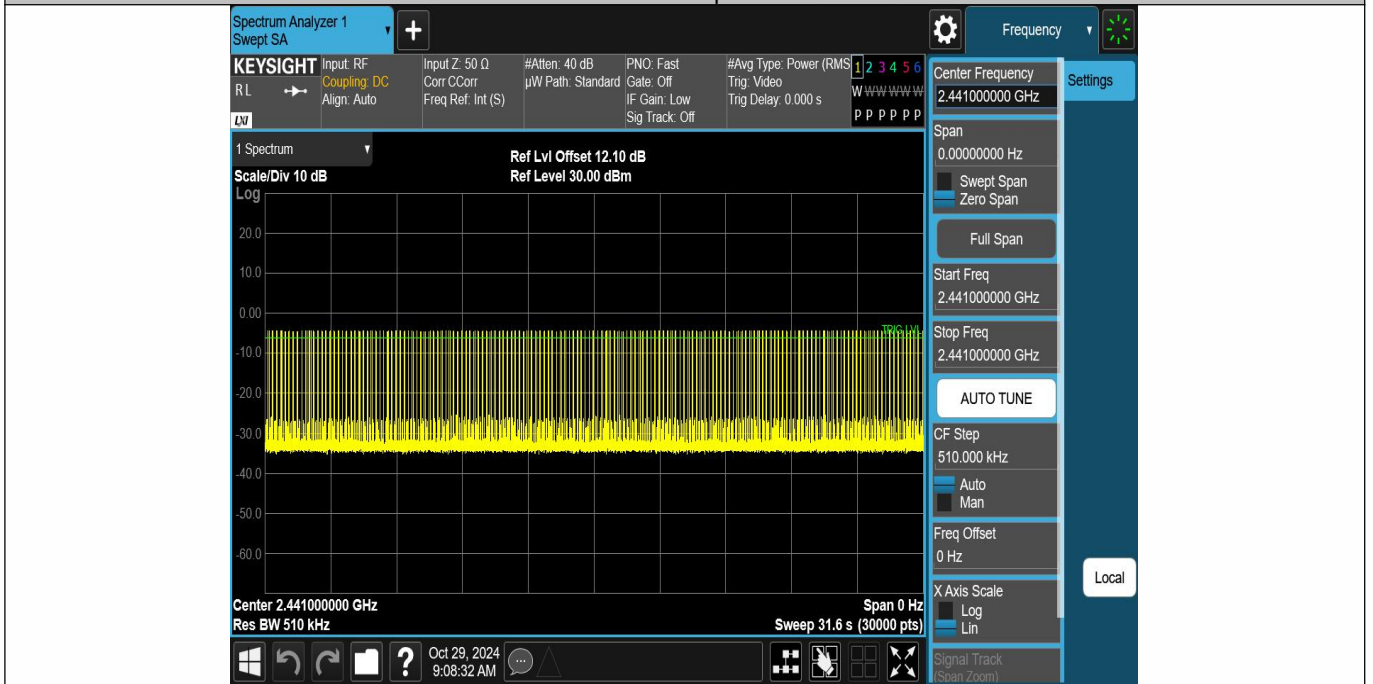 Spectrum Analyzer 1
Swept SA
+
Frequency
KEYSIGHT
Input: RF
Input Z: 50 Ω
#Atten: 40 dB
PNO: Fast
#Avg Type: Power (RMS
1 2 3 4 5 6
R L
Coupling: DC
Corr CCorr
µW Path: Standard
Gate: Off
Trig: Video
W W W W W W
Align: Auto
Freq Ref: Int (S)
IF Gain: Low
Trig Delay: 0.000 s
LXI
Sig Track: Off
P P P P P P
1 Spectrum
Ref Lvl Offset 12.10 dB
Scale/Div 10 dB
Ref Level 30.00 dBm
Log
20.0
10.0
0.00
TRIG LVL
-10.0
-20.0
-30.0
-40.0
-50.0
-60.0
Center 2.441000000 GHz
Span 0 Hz
Res BW 510 kHz
Sweep 31.6 s (30000 pts)
Center Frequency
2.441000000 GHz
Settings
Span
0.00000000 Hz
Swept Span
Zero Span
Full Span
Start Freq
2.441000000 GHz
Stop Freq
2.441000000 GHz
AUTO TUNE
CF Step
510.000 kHz
Auto
Man
Freq Offset
0 Hz
Local
X Axis Scale
Log
Lin
Signal Track
(Span Zoom)
?
Oct 29, 2024
9:08:32 AM